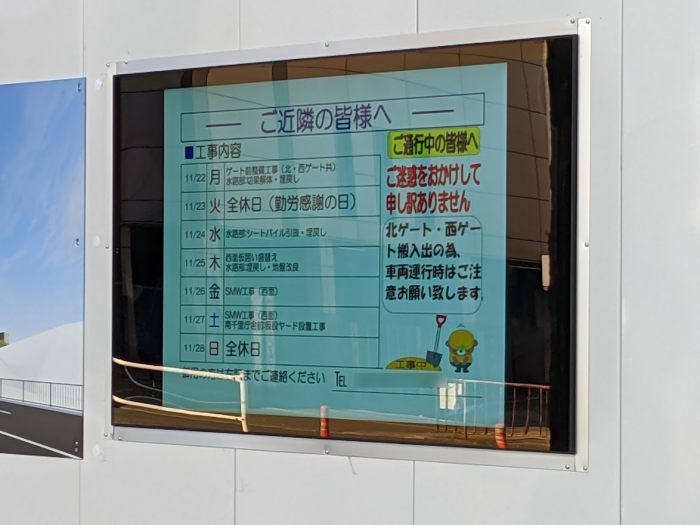 ご近隣の皆様へ
■工事内容
11/22 月 ゲート前整備工事(北・西ゲート共)
水路部切梁解体・埋戻し
11/23 火 全休日(勤労感謝の日)
11/24 水 水路部シートパイル引抜・埋戻し
11/25 木 西面仮囲い盛替え
水路部埋戻し・地盤改良
11/26 金 SMW工事(西面)
11/27 土 SMW工事(西面)
仮設ヤード設置工事
11/28 日 全休日
までご連絡ください TEL
ご通行中の皆様へ
ご迷惑をおかけして
申し訳ありません
北ゲート・西ゲー
ト搬入出の為、
車両運行時はご注
意お願い致します。
工事中